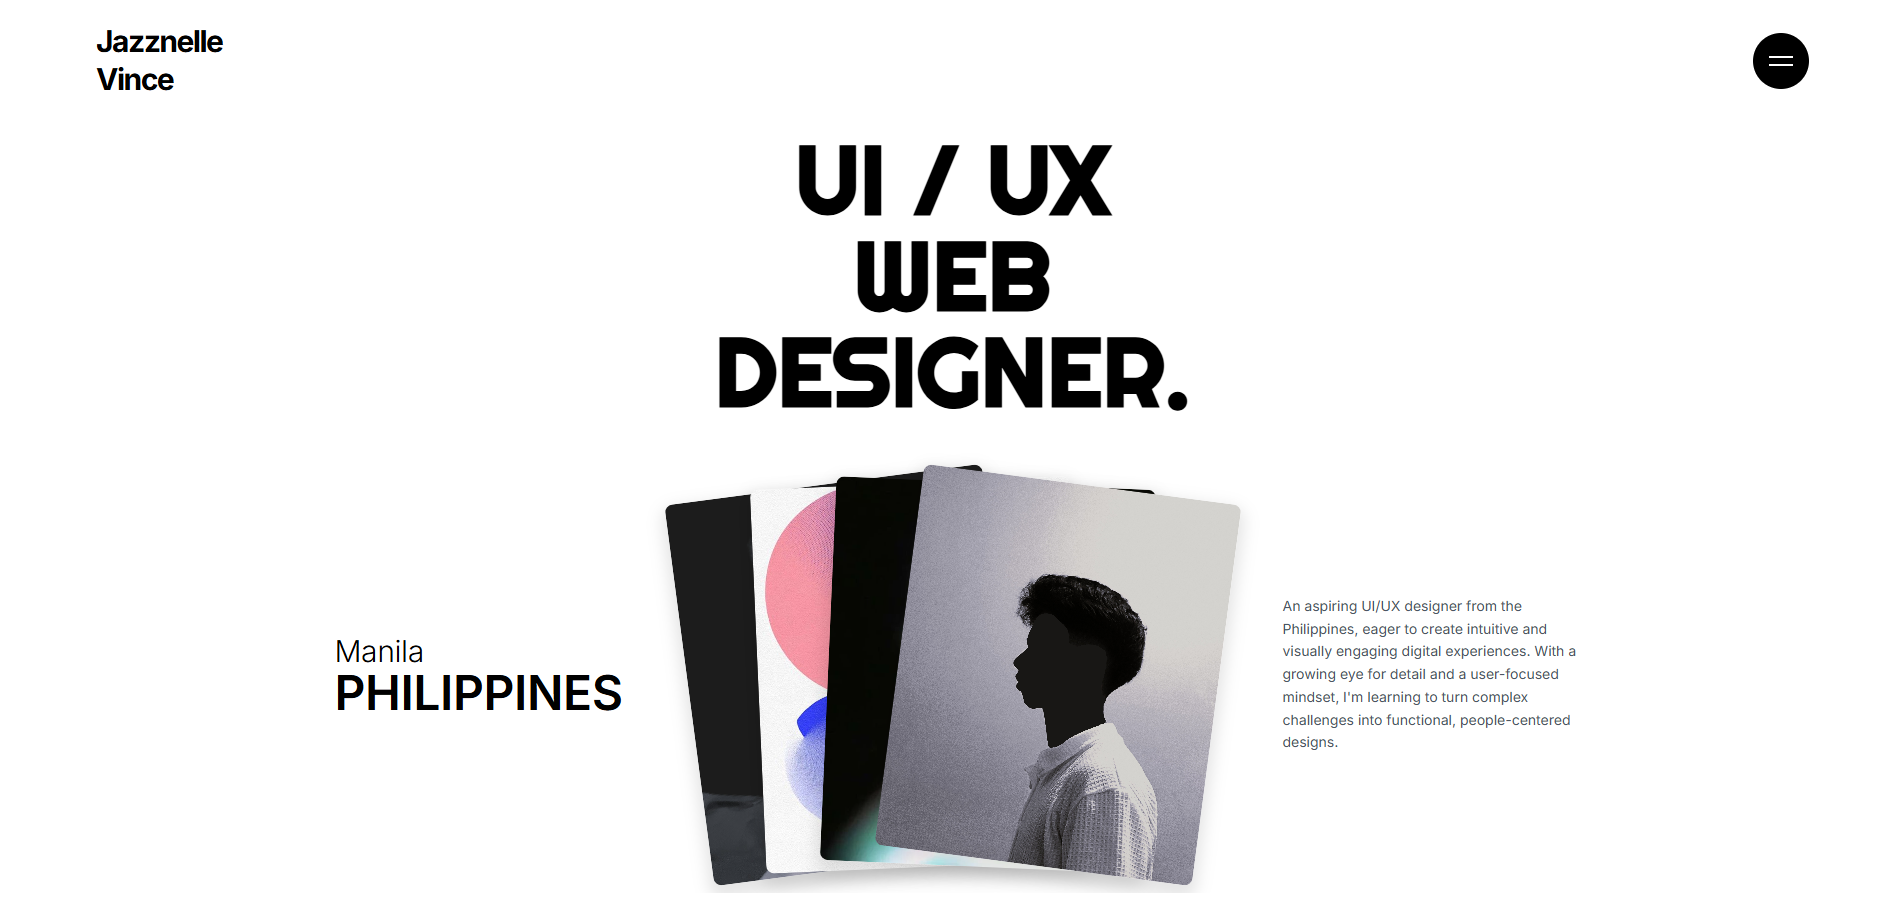 Jazznelle
Vince
UI / UX
WEB
DESIGNER.
Manila
PHILIPPINES
An aspiring UI/UX designer from the
Philippines, eager to create intuitive and
visually engaging digital experiences. With a
growing eye for detail and a user-focused
mindset, I'm learning to turn complex
challenges into functional, people-centered
designs.